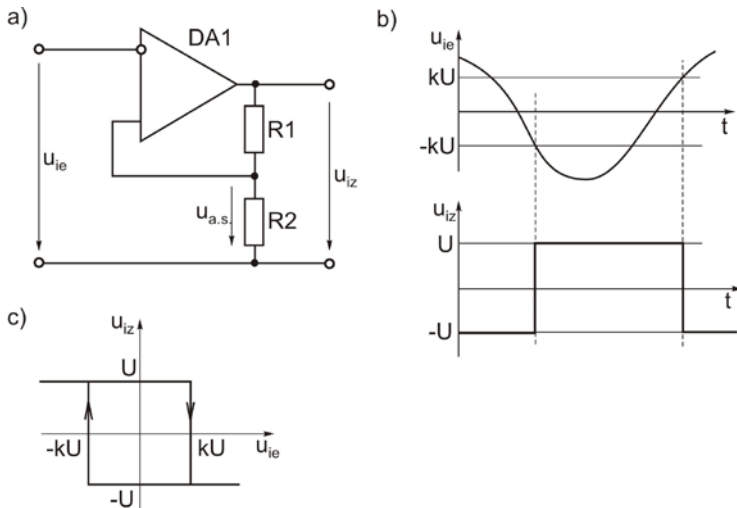 a)
DA1
R1
u_ie
u_a.s.
R2
u_iz
b)
u_ie
kU
t
-kU
u_iz
U
t
-U
c)
u_iz
U
-kU
kU
u_ie
-U